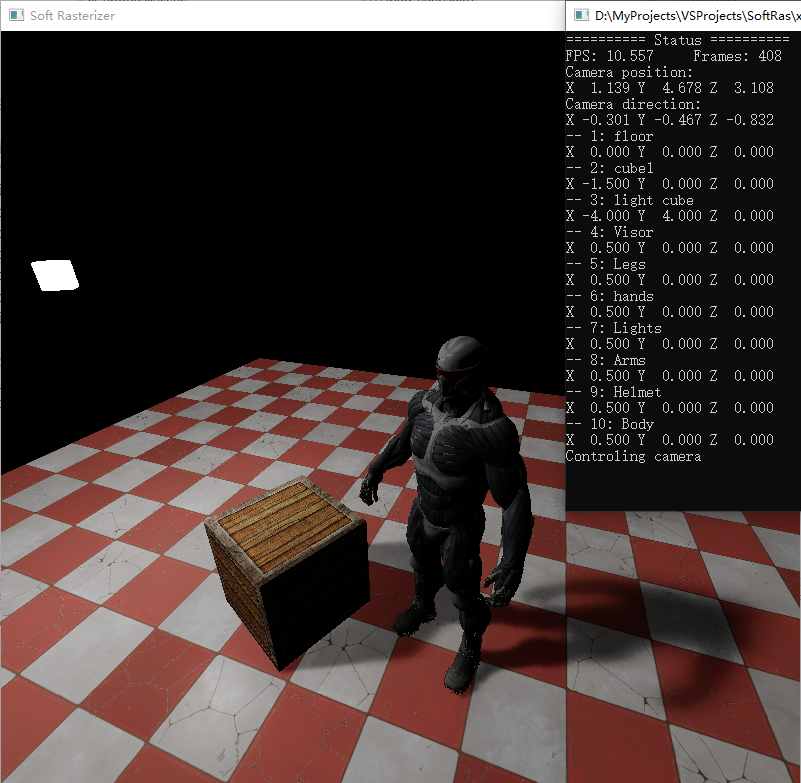 Soft Rasterizer
D:\MyProjects\VSProjects\SoftRas\x
========== Status ==========
FPS: 10.557 Frames: 408
Camera position:
X 1.139 Y 4.678 Z 3.108
Camera direction:
X -0.301 Y -0.467 Z -0.832
-- 1: floor
X 0.000 Y 0.000 Z 0.000
-- 2: cube1
X -1.500 Y 0.000 Z 0.000
-- 3: light cube
X -4.000 Y 4.000 Z 0.000
-- 4: Visor
X 0.500 Y 0.000 Z 0.000
-- 5: Legs
X 0.500 Y 0.000 Z 0.000
-- 6: hands
X 0.500 Y 0.000 Z 0.000
-- 7: Lights
X 0.500 Y 0.000 Z 0.000
-- 8: Arms
X 0.500 Y 0.000 Z 0.000
-- 9: Helmet
X 0.500 Y 0.000 Z 0.000
-- 10: Body
X 0.500 Y 0.000 Z 0.000
Controling camera